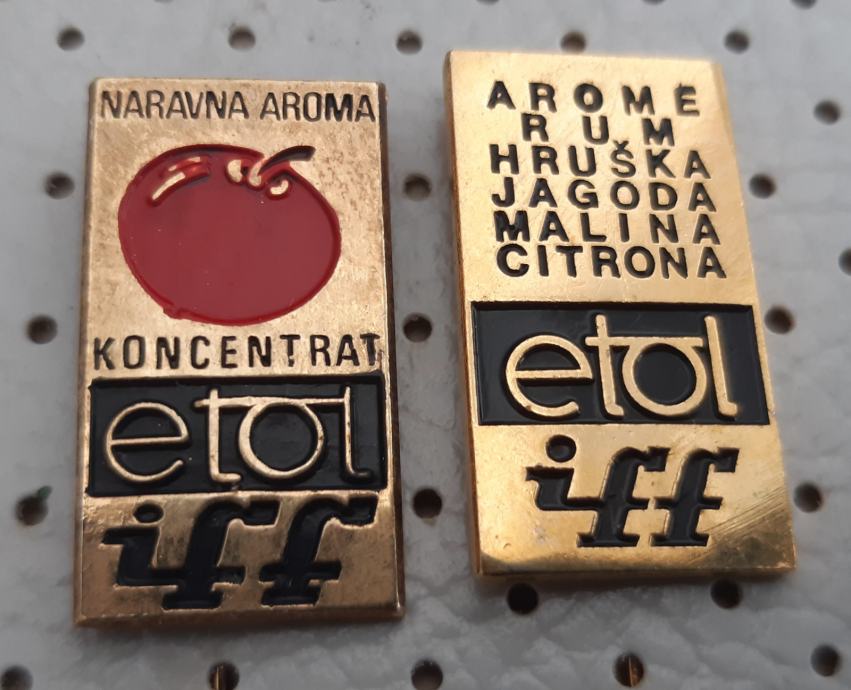 NARAVNA AROMA
KONCENTRAT
etol
iff
AROME
RUM
HRUŠKA
JAGODA
MALINA
CITRONA
etol
iff